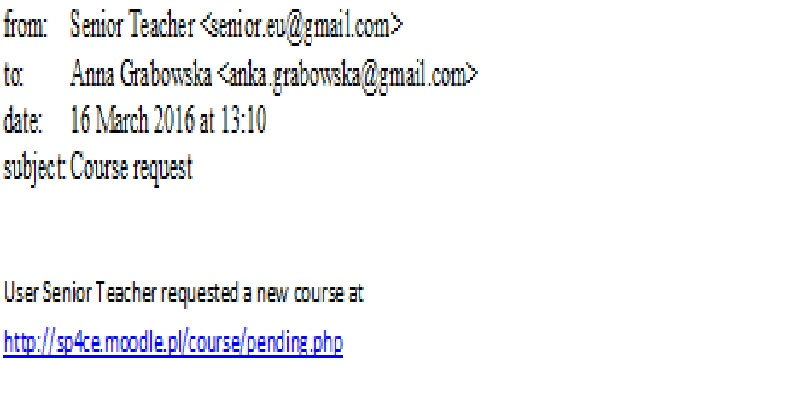 from: Senior Teacher <senior.eu@gmail.com>
to: Anna Grabowska <anka.grabowska@gmail.com>
date: 16 March 2016 at 13:10
subject: Course request
User Senior Teacher requested a new course at
http://sp4ce.moodle.pl/course/pending.php